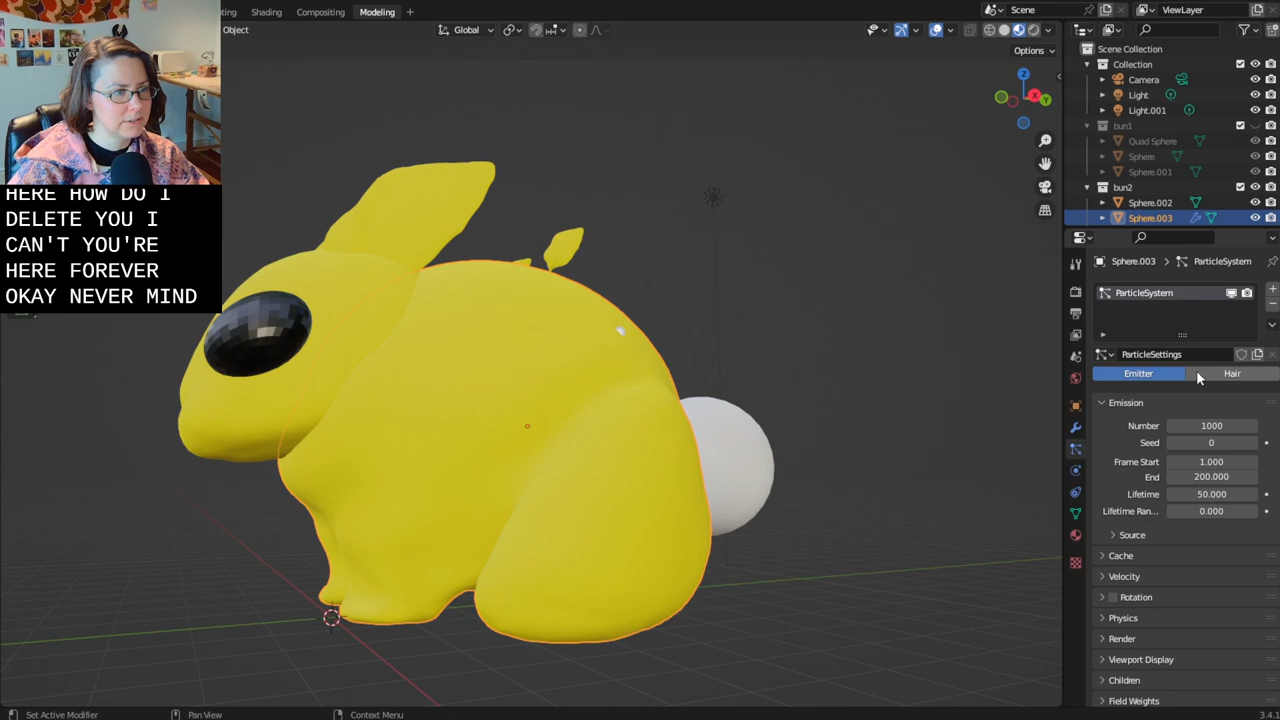 Shading
Compositing
Modeling
+
Scene
ViewLayer
Object
Global
Options
Z
X
Y
Scene Collection
Collection
Camera
Light
Light.001
bun1
Quad Sphere
Sphere
Sphere.001
bun2
Sphere.002
Sphere.003
HERE HOW DO I
DELETE YOU I
CAN'T YOU'RE
HERE FOREVER
OKAY NEVER MIND
Sphere.003 > ParticleSystem
ParticleSystem
ParticleSettings
Emitter
Hair
Emission
Number 1000
Seed 0
Frame Start 1.000
End 200.000
Lifetime 50.000
Lifetime Ran... 0.000
Source
Cache
Velocity
Rotation
Physics
Render
Viewport Display
Children
Field Weights
Set Active Modifier
Pan View
Context Menu
3.4.1